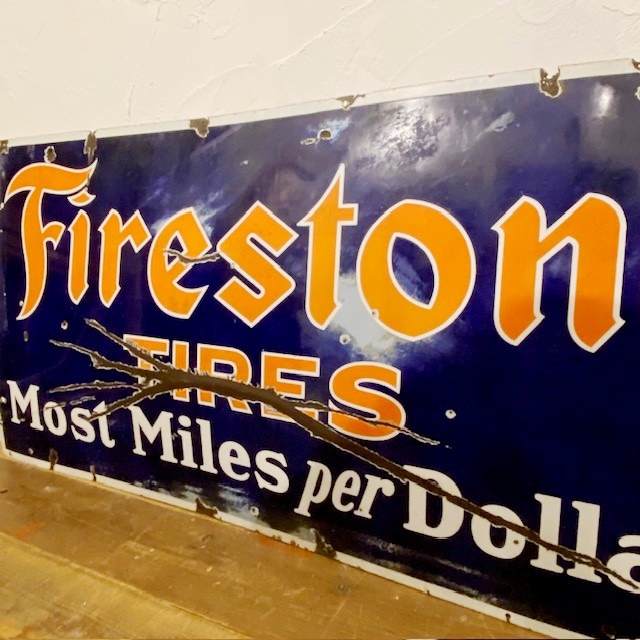 Fireston
TIRES
Most Miles per Dolla